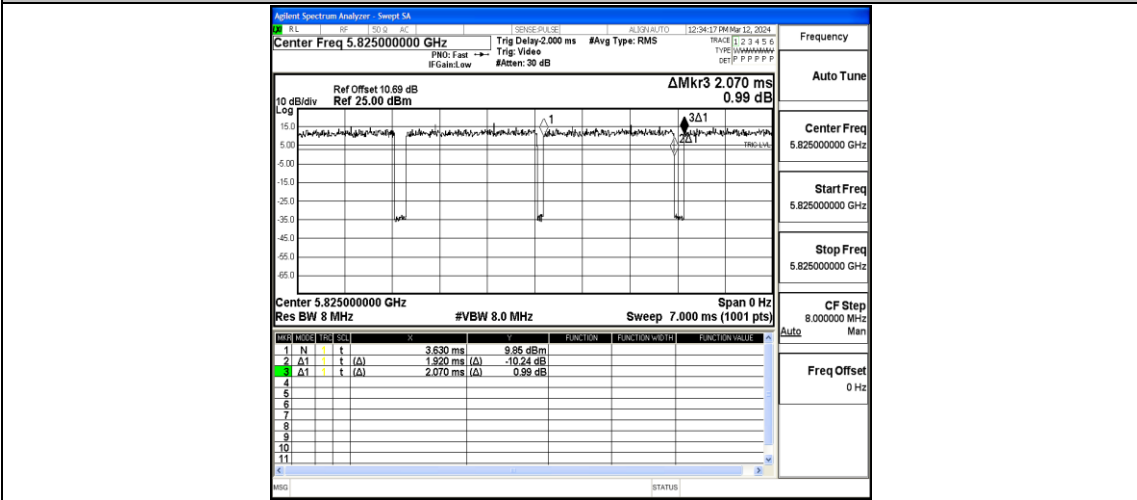 Agilent Spectrum Analyzer - Swept SA
RL RF 50 Ω AC SENSE:PULSE ALIGN AUTO 12:34:17 PM Mar 12, 2024
Center Freq 5.825000000 GHz
PNO: Fast
IFGain:Low
Trig Delay-2.000 ms
Trig: Video
#Atten: 30 dB
#Avg Type: RMS
TRACE 1 2 3 4 5 6
TYPE WWWWWW
DET P P P P P P
ΔMkr3 2.070 ms
0.99 dB
Ref Offset 10.69 dB
10 dB/div Ref 25.00 dBm
Log
15.0
5.00
-5.00
-15.0
-25.0
-35.0
-45.0
-55.0
-65.0
1
3Δ1
2Δ1
TRIG LVL
Center 5.825000000 GHz Span 0 Hz
Res BW 8 MHz #VBW 8.0 MHz Sweep 7.000 ms (1001 pts)
MKR MODE TRC SCL X Y FUNCTION FUNCTION WIDTH FUNCTION VALUE
1 N 1 t 3.630 ms 9.85 dBm
2 Δ1 1 t (Δ) 1.920 ms (Δ) -10.24 dB
3 Δ1 1 t (Δ) 2.070 ms (Δ) 0.99 dB
4
5
6
7
8
9
10
11
MSG STATUS
Frequency
Auto Tune
Center Freq
5.825000000 GHz
Start Freq
5.825000000 GHz
Stop Freq
5.825000000 GHz
CF Step
8.000000 MHz
Auto Man
Freq Offset
0 Hz